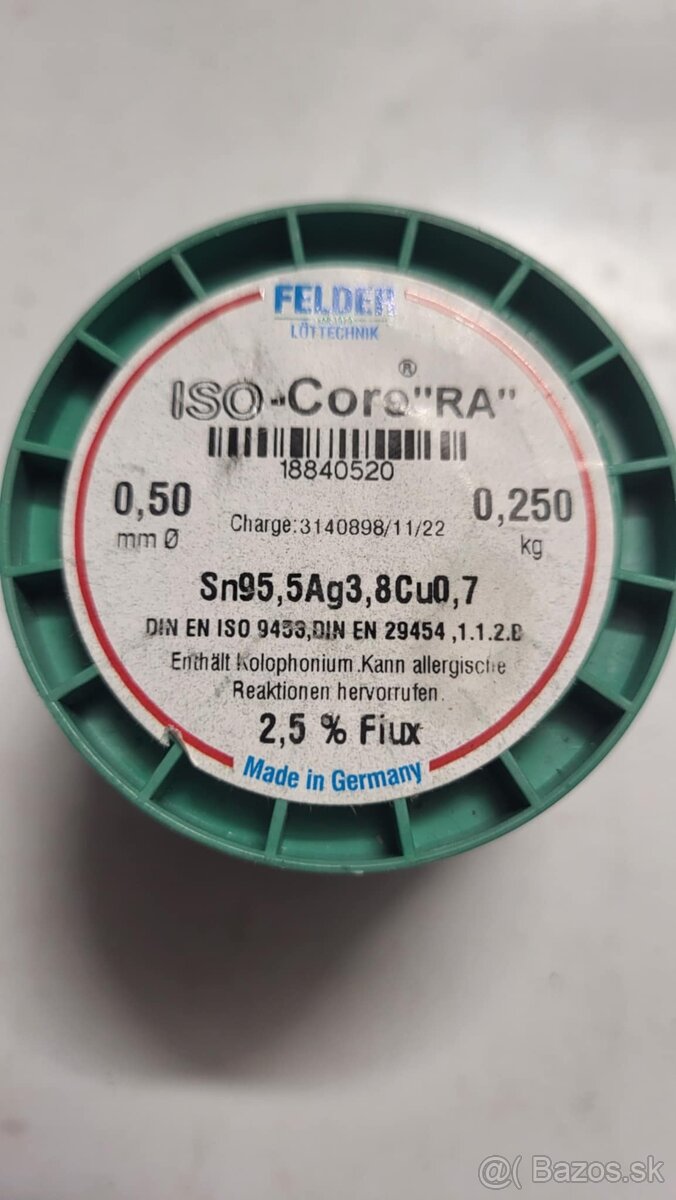 FELDER
LÖTTECHNIK
ISO-Core® "RA"
18840520
0,50
mm Ø
Charge: 3140898/11/22
0,250
kg
Sn95,5Ag3,8Cu0,7
DIN EN ISO 9453, DIN EN 29454 ,1.1.2.B
Enthält Kolophonium. Kann allergische
Reaktionen hervorrufen.
2,5 % Flux
Made in Germany
@( Bazos.sk